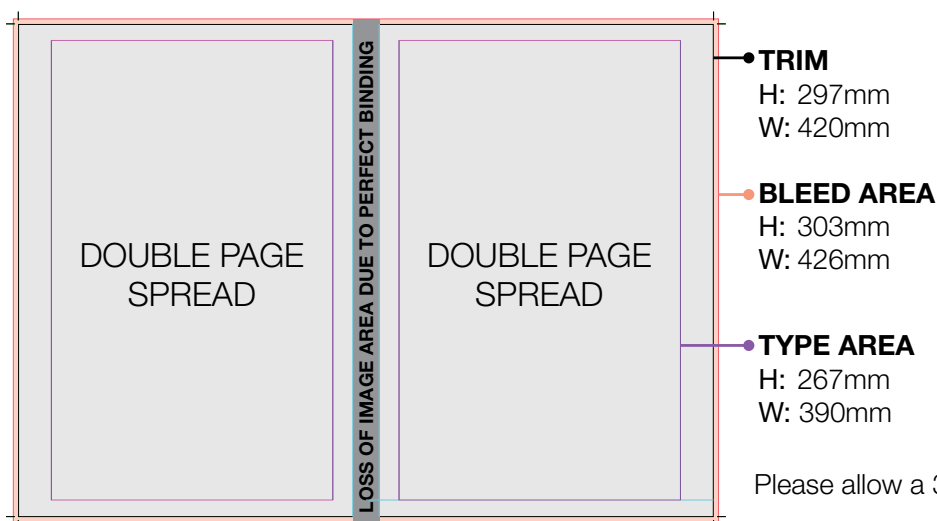 DOUBLE PAGE
SPREAD
LOSS OF IMAGE AREA DUE TO PERFECT BINDING
DOUBLE PAGE
SPREAD
TRIM
H: 297mm
W: 420mm
BLEED AREA
H: 303mm
W: 426mm
TYPE AREA
H: 267mm
W: 390mm
Please allow a 3